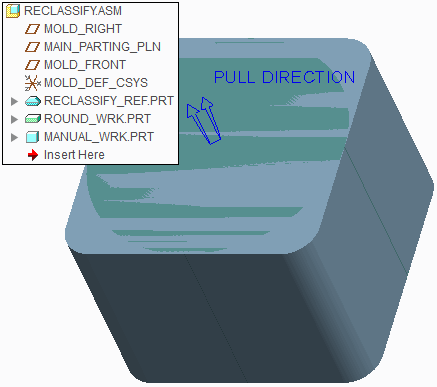 RECLASSIFY.ASM
MOLD_RIGHT
MAIN_PARTING_PLN
MOLD_FRONT
MOLD_DEF_CSYS
RECLASSIFY_REF.PRT
ROUND_WRK.PRT
MANUAL_WRK.PRT
Insert Here
PULL DIRECTION